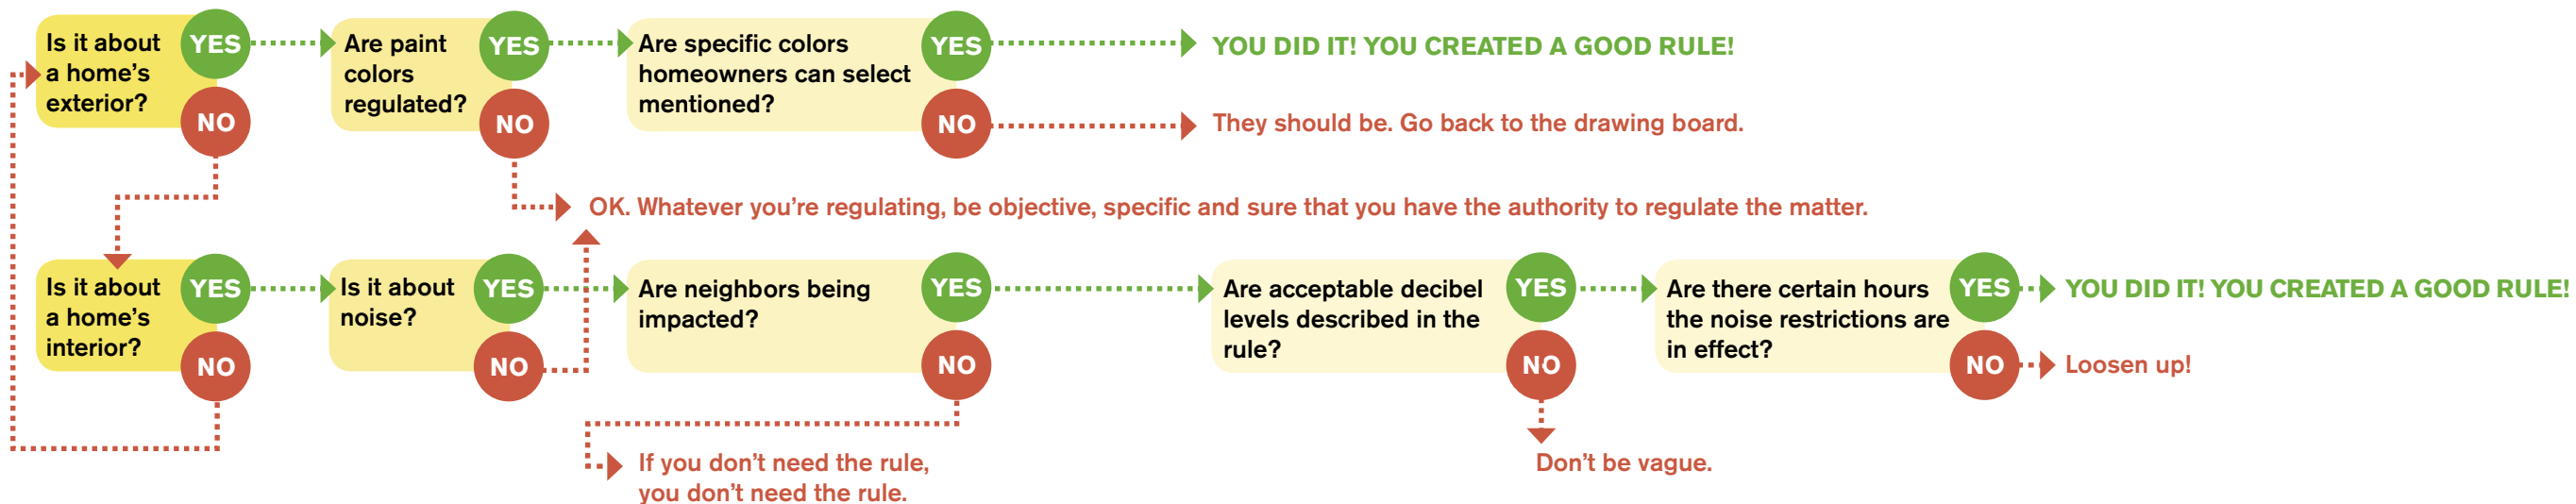 Is it about
a home's
exterior?
YES
NO
Are paint
colors
regulated?
YES
NO
Are specific colors
homeowners can select
mentioned?
YES
NO
YOU DID IT! YOU CREATED A GOOD RULE!
They should be. Go back to the drawing board.
OK. Whatever you're regulating, be objective, specific and sure that you have the authority to regulate the matter.
Is it about
a home's
interior?
YES
NO
Is it about
noise?
YES
NO
Are neighbors being
impacted?
YES
NO
Are acceptable decibel
levels described in the
rule?
YES
NO
Are there certain hours
the noise restrictions are
in effect?
YES
NO
YOU DID IT! YOU CREATED A GOOD RULE!
Loosen up!
If you don't need the rule,
you don't need the rule.
Don't be vague.